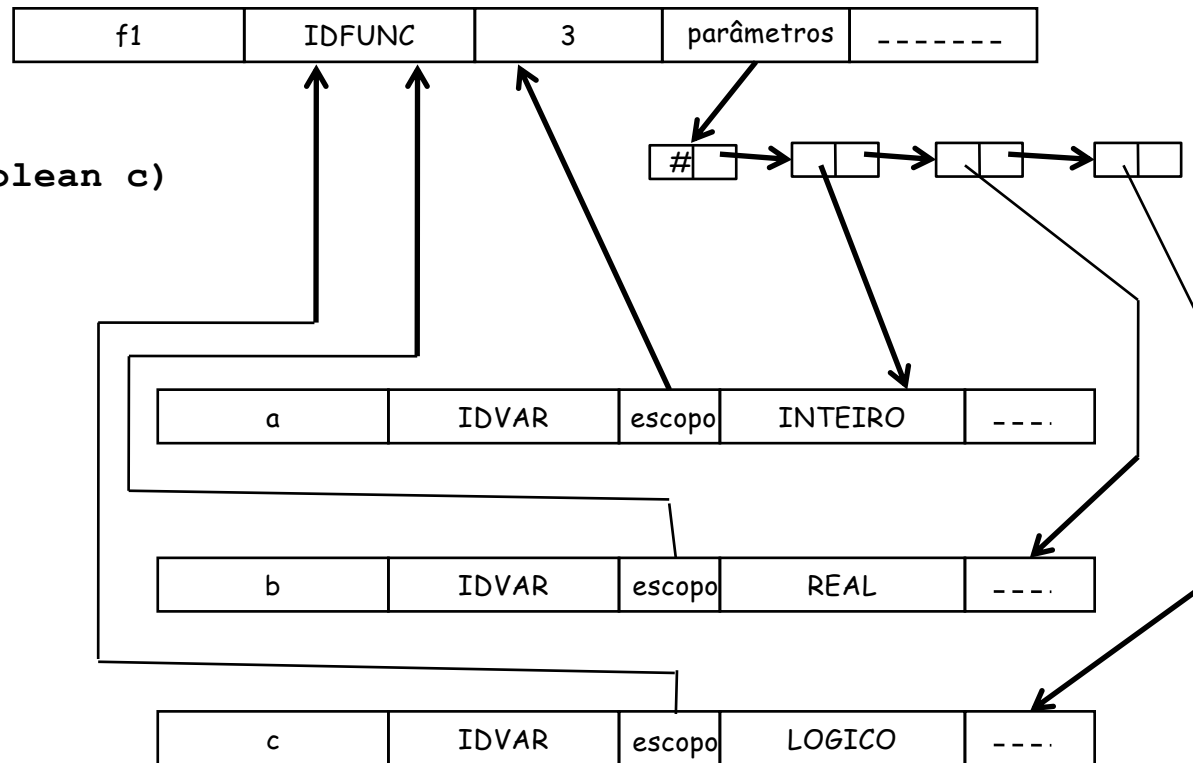 f1 IDFUNC 3 parâmetros -------
olean c)
#
a IDVAR escopo INTEIRO ----
b IDVAR escopo REAL ----
c IDVAR escopo LOGICO ----